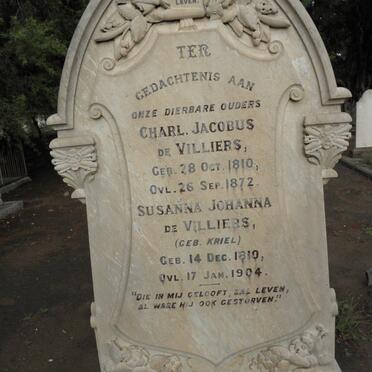 LEVEN.
TER
GEDACHTENIS AAN
ONZE DIERBARE OUDERS
CHARL JACOBUS
DE VILLIERS,
GEB. 28 OCT. 1810,
OVL. 26 SEP. 1872.
SUSANNA JOHANNA
DE VILLIERS,
(GEB. KRIEL)
GEB. 14 DEC. 1810,
OVL. 17 JAN. 1904.
"DIE IN MIJ GELOOFT, ZAL LEVEN,
AL WARE HIJ OOK GESTORVEN."